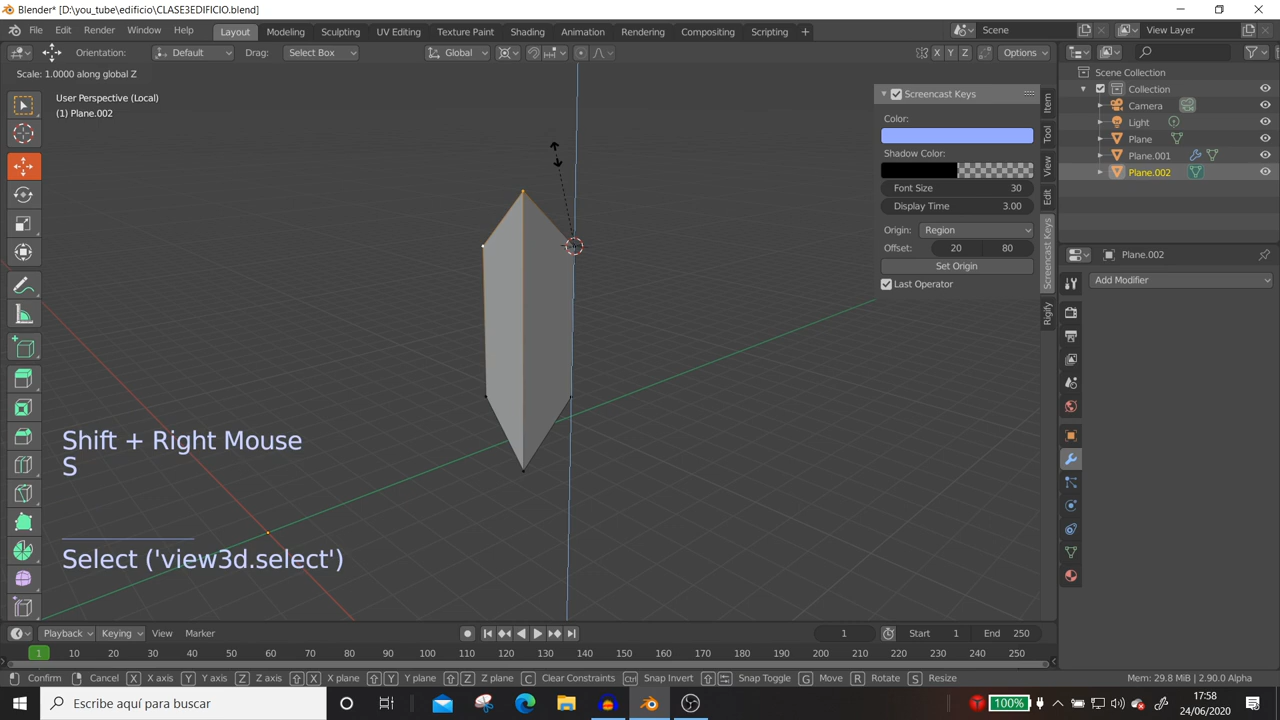 Blender* [D:\you_tube\edificio\CLASE3EDIFICIO.blend]
File Edit Render Window Help Layout Modeling Sculpting UV Editing Texture Paint Shading Animation Rendering Compositing Scripting + Scene View Layer
Orientation: Default Drag: Select Box Global X Y Z Options
Scale: 1.0000 along global Z
User Perspective (Local)
(1) Plane.002
Screencast Keys
Color:
Shadow Color:
Font Size 30
Display Time 3.00
Origin: Region
Offset: 20 80
Set Origin
Last Operator
Item
Tool
View
Edit
Screencast Keys
Rigify
Scene Collection
Collection
Camera
Light
Plane
Plane.001
Plane.002
Plane.002
Add Modifier
Shift + Right Mouse
S
Select ('view3d.select')
Playback Keying View Marker 1 Start 1 End 250
1 10 20 30 40 50 60 70 80 90 100 110 120 130 140 150 160 170 180 190 200 210 220 230 240 250
Confirm Cancel X X axis Y Y axis Z Z axis X X plane Y Y plane Z Z plane C Clear Constraints Ctrl Snap Invert Snap Toggle G Move R Rotate S Resize Mem: 29.8 MiB | 2.90.0 Alpha
Escribe aquí para buscar
100%
17:58
24/06/2020